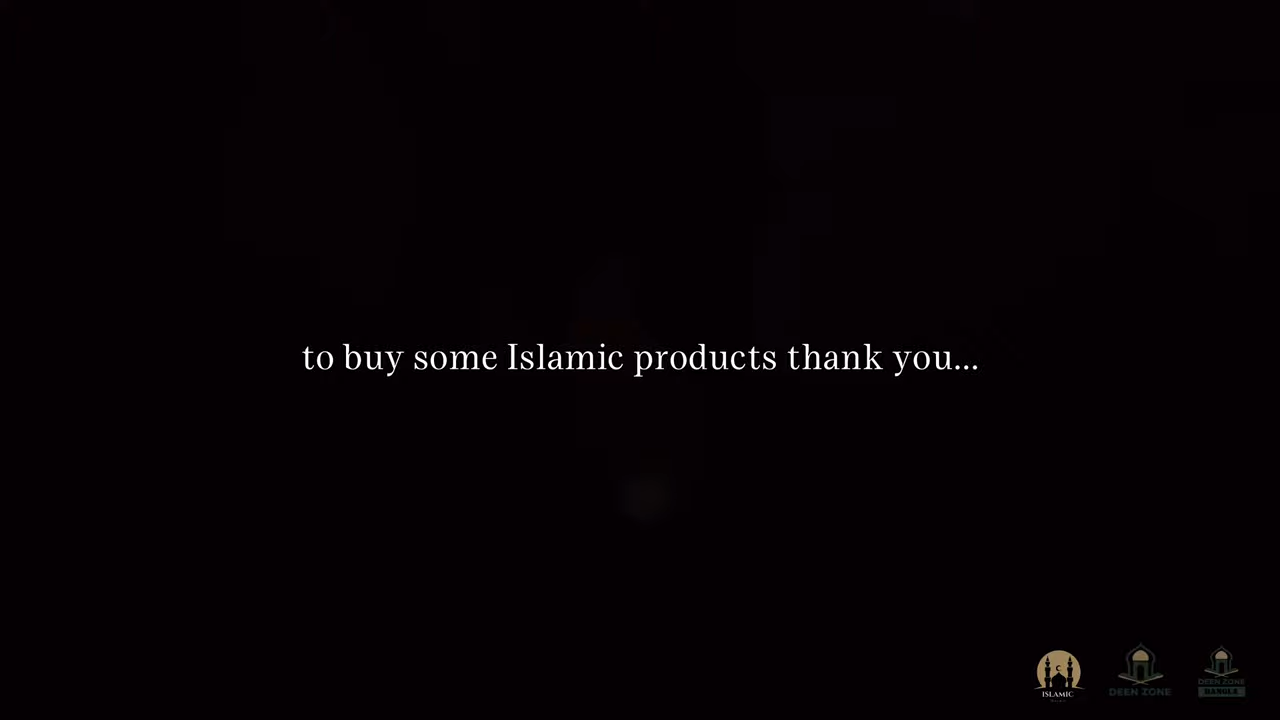 to buy some Islamic products thank you...
ISLAMIC
DEEN ZONE
DEEN ZONE
BANGLA